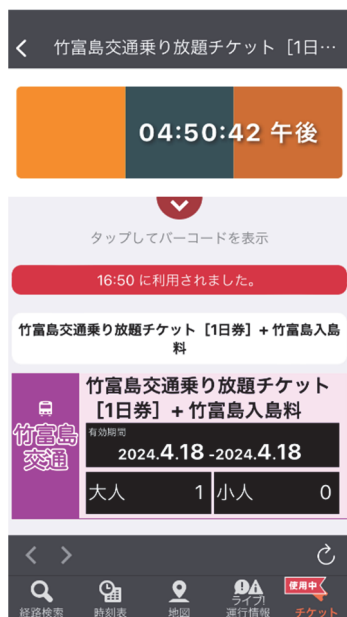 竹富島交通乗り放題チケット［1日…
04:50:42 午後
タップしてバーコードを表示
16:50 に利用されました。
竹富島交通乗り放題チケット［1日券］+ 竹富島入島
料
竹富島
交通
竹富島交通乗り放題チケット
［1日券］+ 竹富島入島料
有効期間
2024.4.18 -2024.4.18
大人 1 小人 0
使用中
経路検索 時刻表 地図 ライブ!
運行情報 チケット